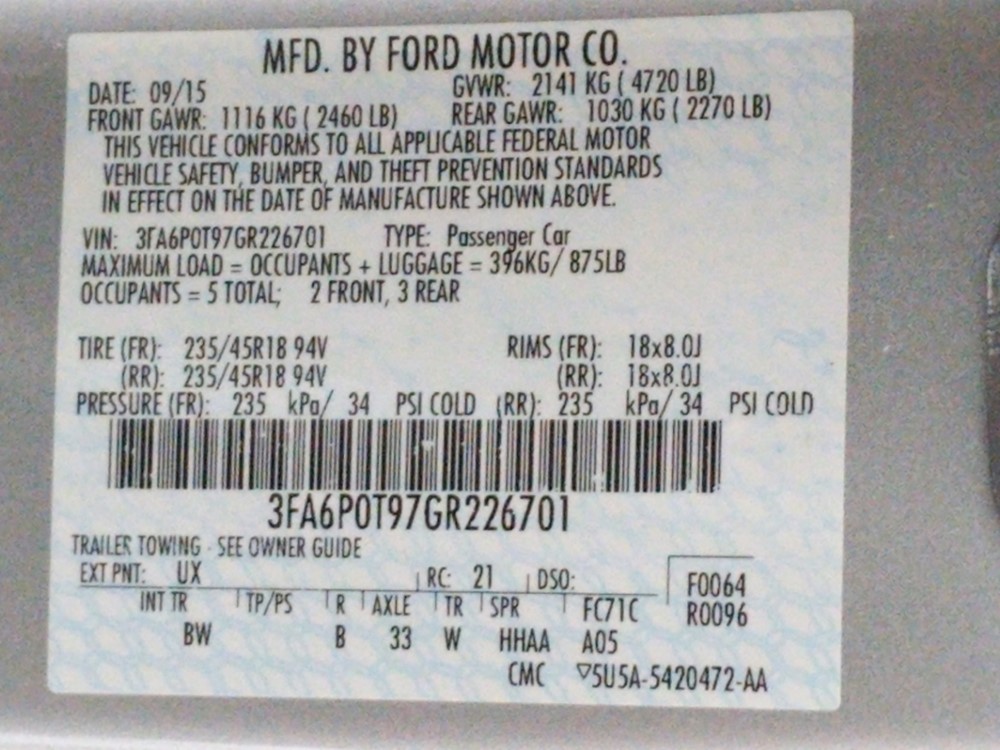 MFD. BY FORD MOTOR CO.
DATE: 09/15 GVWR: 2141 KG ( 4720 LB)
FRONT GAWR: 1116 KG ( 2460 LB) REAR GAWR: 1030 KG ( 2270 LB)
THIS VEHICLE CONFORMS TO ALL APPLICABLE FEDERAL MOTOR
VEHICLE SAFETY, BUMPER, AND THEFT PREVENTION STANDARDS
IN EFFECT ON THE DATE OF MANUFACTURE SHOWN ABOVE.
VIN: 3FA6P0T97GR226701 TYPE: Passenger Car
MAXIMUM LOAD = OCCUPANTS + LUGGAGE = 396KG/ 875LB
OCCUPANTS = 5 TOTAL; 2 FRONT, 3 REAR
TIRE (FR): 235/45R18 94V RIMS (FR): 18x8.0J
(RR): 235/45R18 94V (RR): 18x8.0J
PRESSURE (FR): 235 kPa/ 34 PSI COLD (RR): 235 kPa/ 34 PSI COLD
3FA6P0T97GR226701
TRAILER TOWING - SEE OWNER GUIDE
EXT PNT: UX RC: 21 DSO: F0064
INT TR TP/PS R AXLE TR SPR FC71C R0096
BW B 33 W HHAA A05
CMC ▽5U5A-5420472-AA